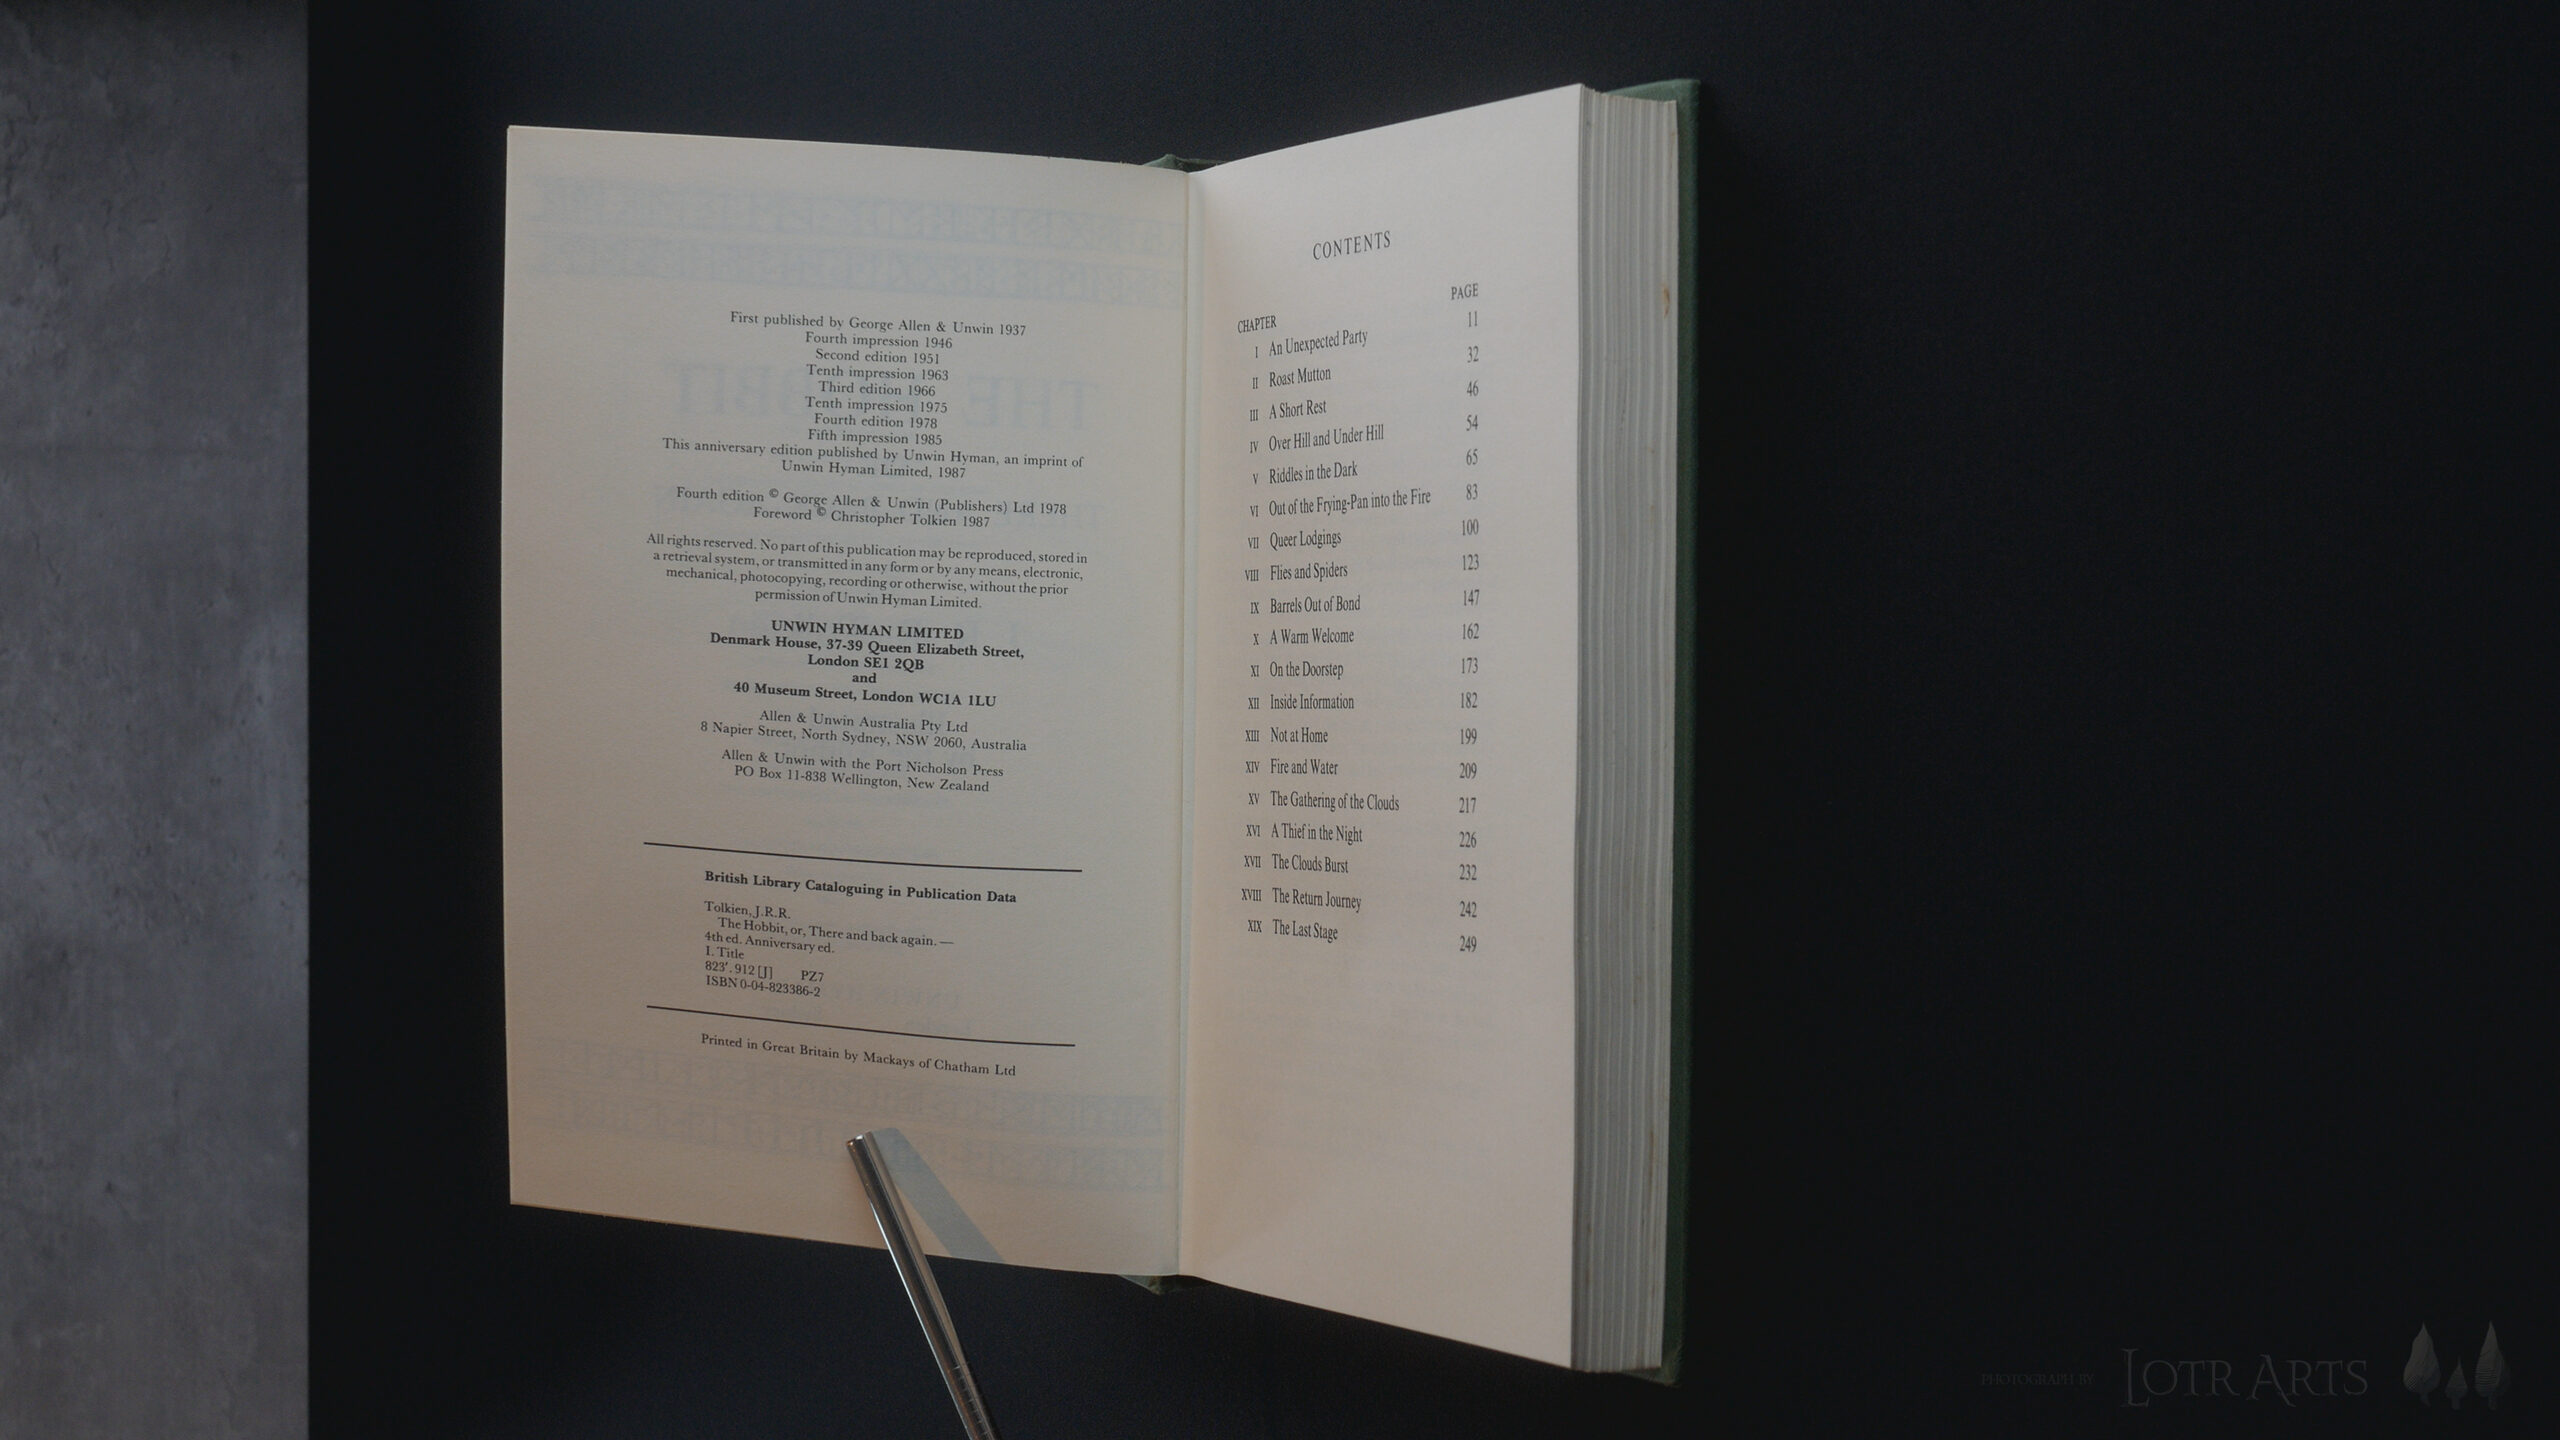 First published by George Allen & Unwin 1937
Fourth impression 1946
Second edition 1951
Tenth impression 1963
Third edition 1966
Tenth impression 1975
Fourth edition 1978
Fifth impression 1985
This anniversary edition published by Unwin Hyman, an imprint of
Unwin Hyman Limited, 1987
Fourth edition © George Allen & Unwin (Publishers) Ltd 1978
Foreword © Christopher Tolkien 1987
All rights reserved. No part of this publication may be reproduced, stored in
a retrieval system, or transmitted in any form or by any means, electronic,
mechanical, photocopying, recording or otherwise, without the prior
permission of Unwin Hyman Limited.
UNWIN HYMAN LIMITED
Denmark House, 37-39 Queen Elizabeth Street,
London SE1 2QB
and
40 Museum Street, London WC1A 1LU
Allen & Unwin Australia Pty Ltd
8 Napier Street, North Sydney, NSW 2060, Australia
Allen & Unwin with the Port Nicholson Press
PO Box 11-838 Wellington, New Zealand
British Library Cataloguing in Publication Data
Tolkien, J.R.R.
The Hobbit, or, There and back again. —
4th ed. Anniversary ed.
I. Title
823'.912 [J] PZ7
ISBN 0-04-823386-2
Printed in Great Britain by Mackays of Chatham Ltd
CONTENTS
CHAPTER PAGE
I An Unexpected Party 11
II Roast Mutton 32
III A Short Rest 46
IV Over Hill and Under Hill 54
V Riddles in the Dark 65
VI Out of the Frying-Pan into the Fire 83
VII Queer Lodgings 100
VIII Flies and Spiders 123
IX Barrels Out of Bond 147
X A Warm Welcome 162
XI On the Doorstep 173
XII Inside Information 182
XIII Not at Home 199
XIV Fire and Water 209
XV The Gathering of the Clouds 217
XVI A Thief in the Night 226
XVII The Clouds Burst 232
XVIII The Return Journey 242
XIX The Last Stage 249
PHOTOGRAPH BY LOTR ARTS